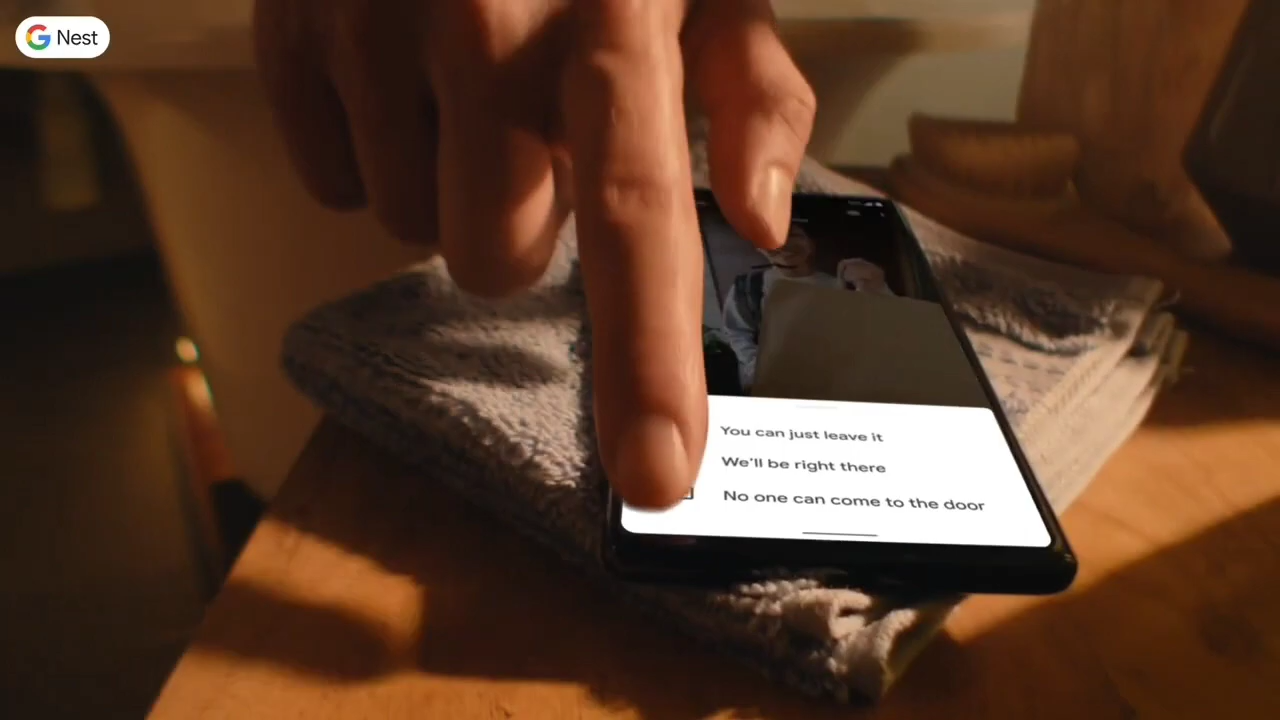 G Nest
You can just leave it
We'll be right there
No one can come to the door